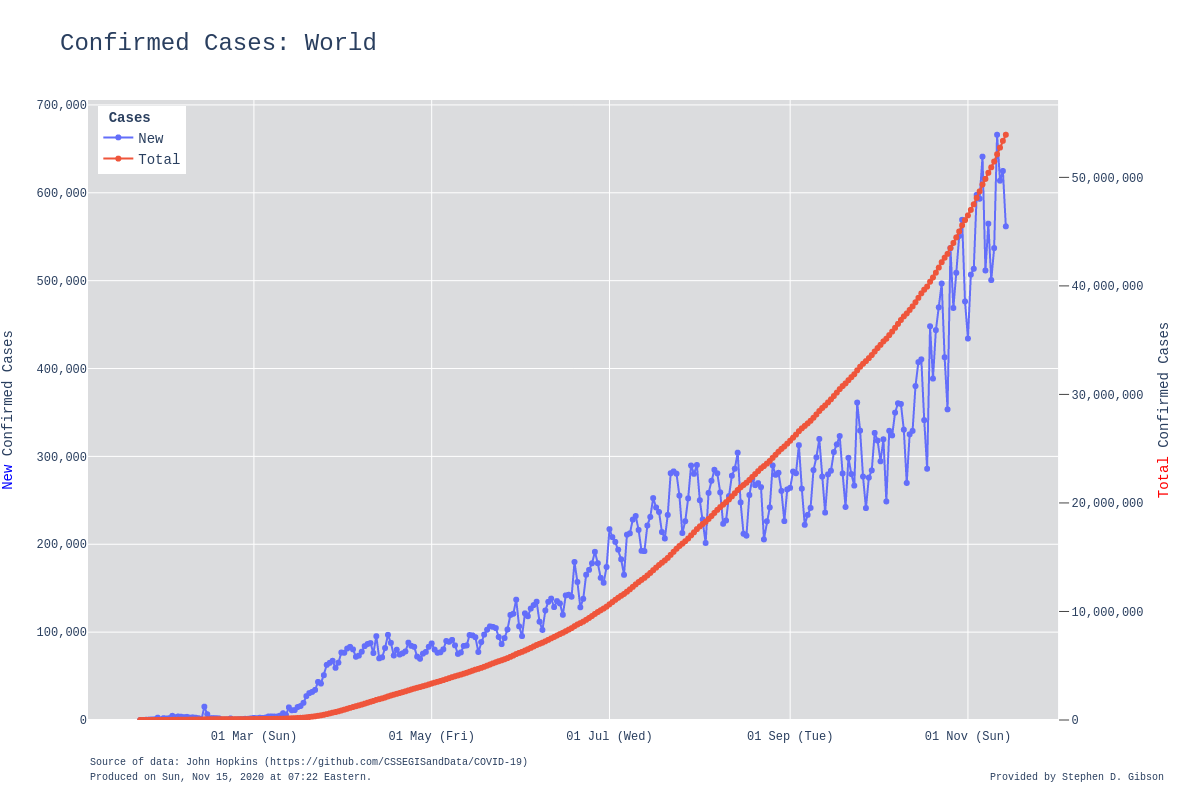 Confirmed Cases: World
700,000
600,000
500,000
400,000
300,000
200,000
100,000
0
New Confirmed Cases
Cases
New
Total
50,000,000
40,000,000
30,000,000
20,000,000
10,000,000
0
Total Confirmed Cases
01 Mar (Sun)
01 May (Fri)
01 Jul (Wed)
01 Sep (Tue)
01 Nov (Sun)
Source of data: John Hopkins (https://github.com/CSSEGISandData/COVID-19)
Produced on Sun, Nov 15, 2020 at 07:22 Eastern.
Provided by Stephen D. Gibson